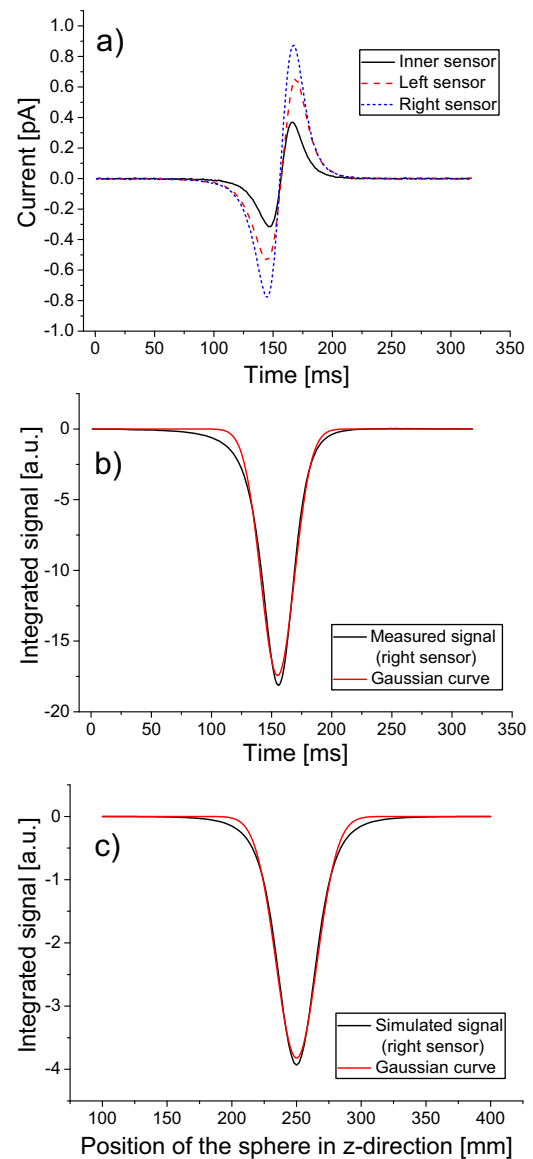 a)
Inner sensor
Left sensor
Right sensor
Current [pA]
1.0
0.8
0.6
0.4
0.2
0.0
-0.2
-0.4
-0.6
-0.8
-1.0
0 50 100 150 200 250 300 350
Time [ms]
b)
Integrated signal [a.u.]
0
-5
-10
-15
-20
Measured signal
(right sensor)
Gaussian curve
0 50 100 150 200 250 300 350
Time [ms]
c)
Integrated signal [a.u.]
0
-1
-2
-3
-4
Simulated signal
(right sensor)
Gaussian curve
100 150 200 250 300 350 400
Position of the sphere in z-direction [mm]